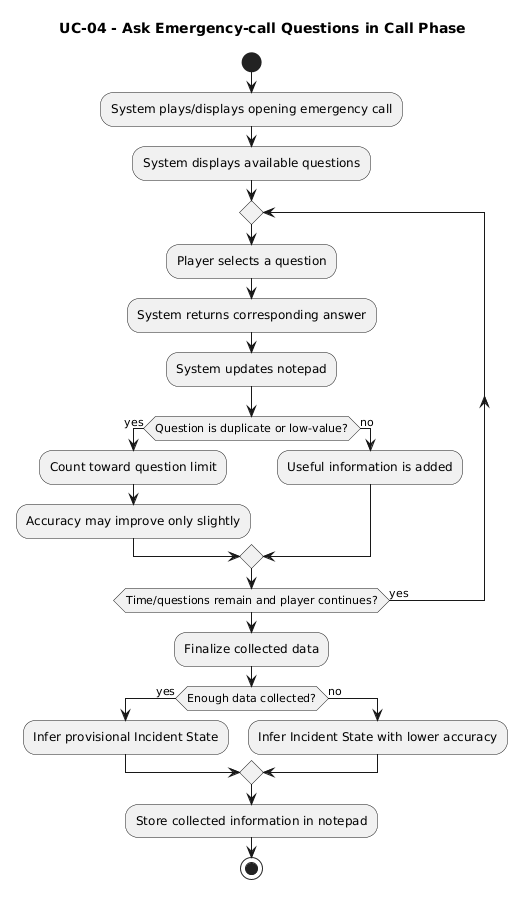 UC-04 - Ask Emergency-call Questions in Call Phase
System plays/displays opening emergency call
System displays available questions
Player selects a question
System returns corresponding answer
System updates notepad
yes
Question is duplicate or low-value?
no
Count toward question limit
Useful information is added
Accuracy may improve only slightly
Time/questions remain and player continues?
yes
Finalize collected data
yes
Enough data collected?
no
Infer provisional Incident State
Infer Incident State with lower accuracy
Store collected information in notepad